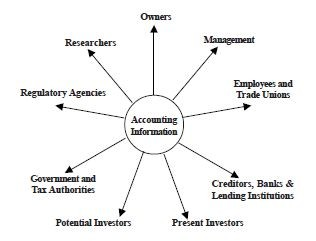 Owners
Researchers
Management
Regulatory Agencies
Employees and
Trade Unions
Accounting
Information
Government and
Tax Authorities
Creditors, Banks &
Lending Institutions
Potential Investors
Present Investors